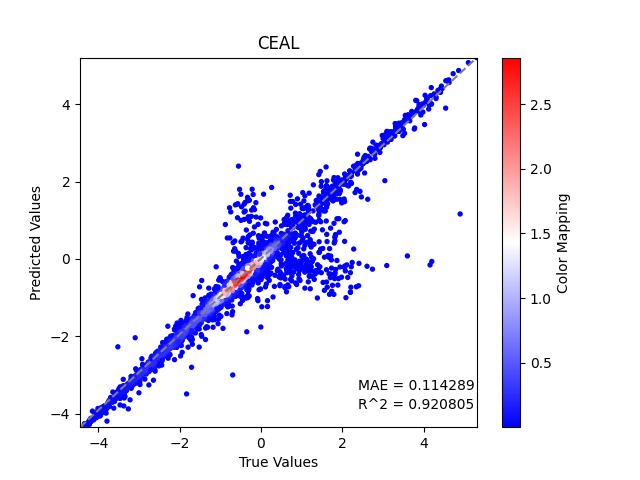 CEAL
4
2
0
−2
−4
Predicted Values
−4
−2
0
2
4
True Values
MAE = 0.114289
R^2 = 0.920805
2.5
2.0
1.5
1.0
0.5
Color Mapping